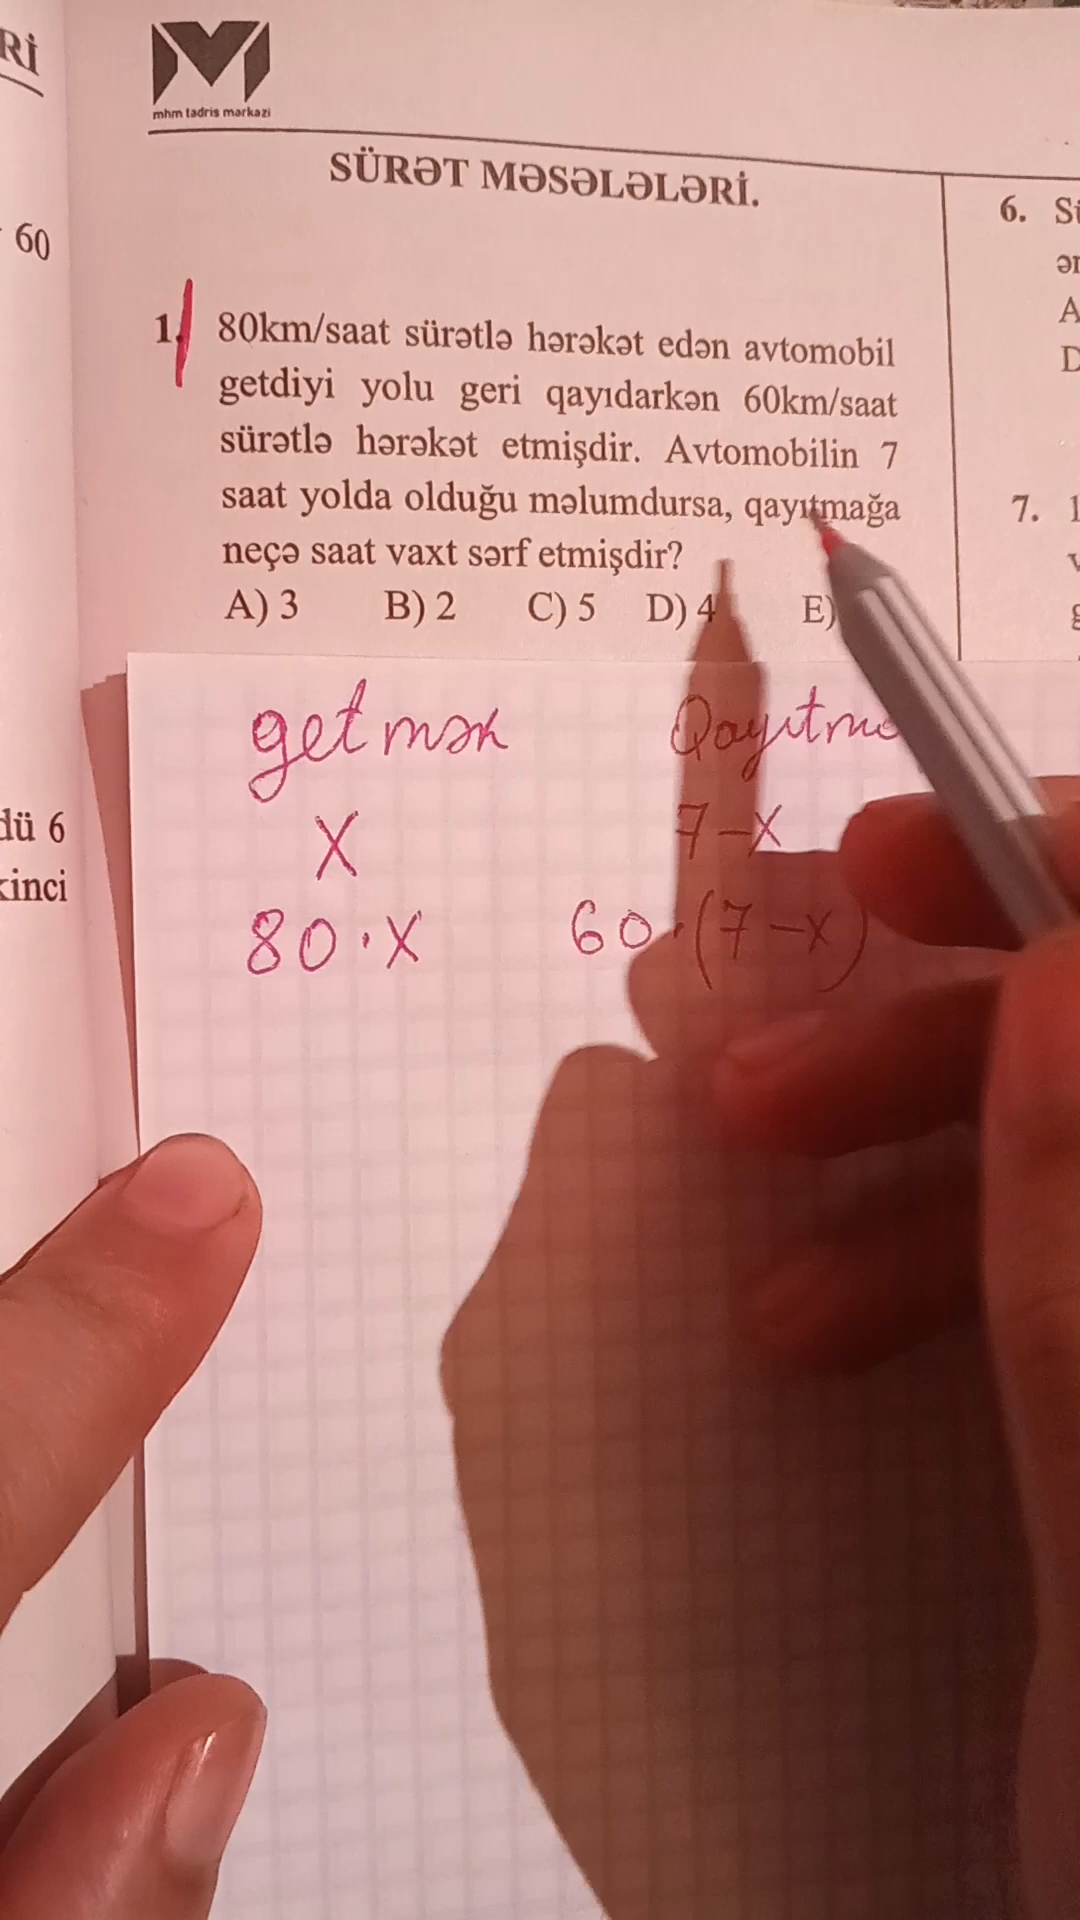 Rİ
mhm tədris mərkəzi
SÜRƏT MƏSƏLƏLƏRİ.
60
1. 80km/saat sürətlə hərəkət edən avtomobil
getdiyi yolu geri qayıdarkən 60km/saat
sürətlə hərəkət etmişdir. Avtomobilin 7
saat yolda olduğu məlumdursa, qayıtmağa
neçə saat vaxt sərf etmişdir?
A) 3 B) 2 C) 5 D) 4 E)
getmək
x
80·x
7-x
60·(7-x)
6.
A
D
7.
6